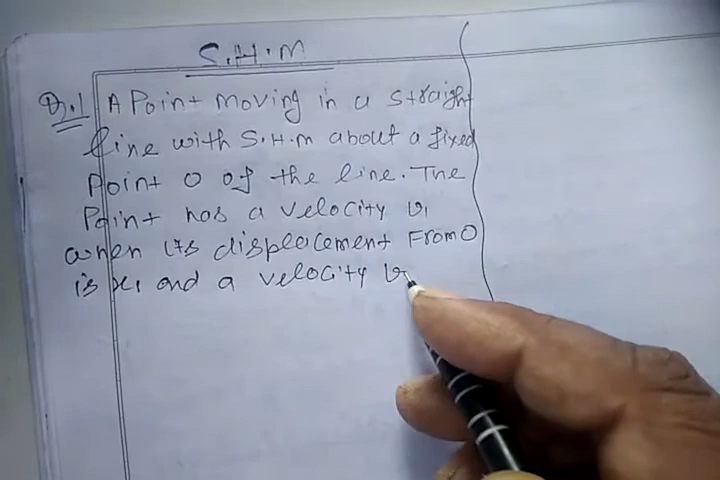 S.H.M
Q.1 A Point moving in a straight
line with S.H.M about a fixed
Point O of the line. The
Point has a velocity v₁
when its displacement From O
is x₁ and a velocity v